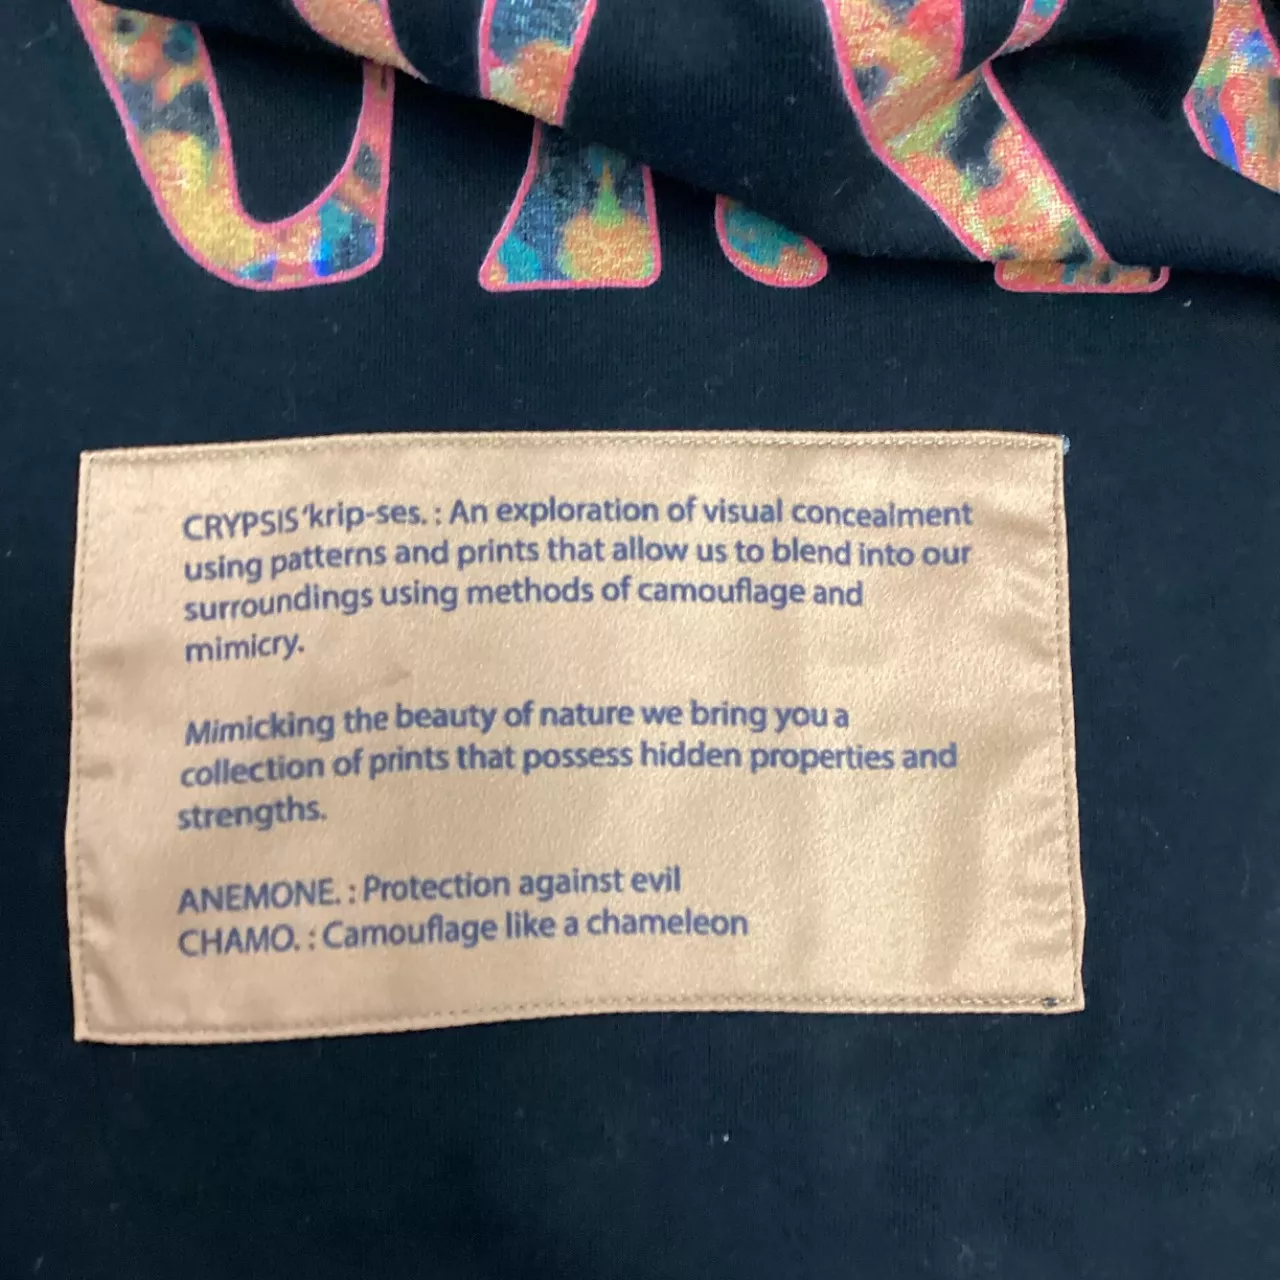 CRYPSIS 'krip-ses. : An exploration of visual concealment
using patterns and prints that allow us to blend into our
surroundings using methods of camouflage and
mimicry.
Mimicking the beauty of nature we bring you a
collection of prints that possess hidden properties and
strengths.
ANEMONE. : Protection against evil
CHAMO. : Camouflage like a chameleon